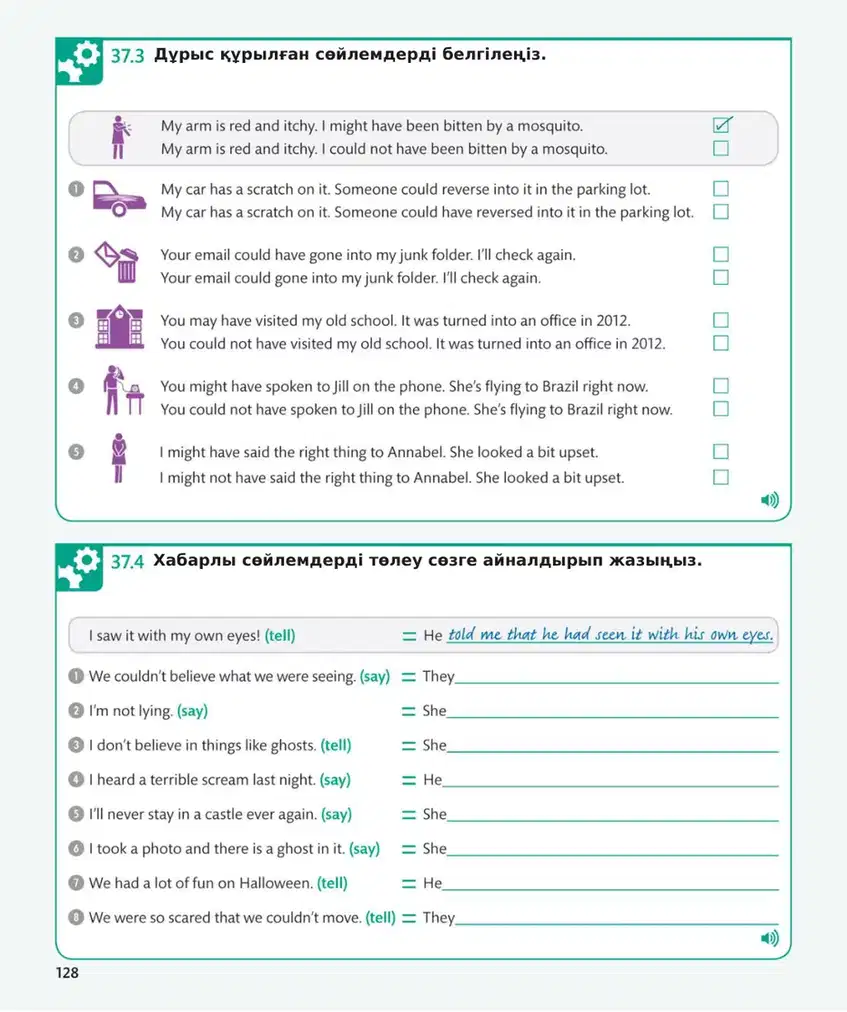 37.3 Дұрыс құрылған сөйлемдерді белгілеңіз.
My arm is red and itchy. I might have been bitten by a mosquito.
My arm is red and itchy. I could not have been bitten by a mosquito.
1 My car has a scratch on it. Someone could reverse into it in the parking lot.
My car has a scratch on it. Someone could have reversed into it in the parking lot.
2 Your email could have gone into my junk folder. I'll check again.
Your email could gone into my junk folder. I'll check again.
3 You may have visited my old school. It was turned into an office in 2012.
You could not have visited my old school. It was turned into an office in 2012.
4 You might have spoken to Jill on the phone. She's flying to Brazil right now.
You could not have spoken to Jill on the phone. She's flying to Brazil right now.
5 I might have said the right thing to Annabel. She looked a bit upset.
I might not have said the right thing to Annabel. She looked a bit upset.
37.4 Хабарлы сөйлемдерді төлеу сөзге айналдырып жазыңыз.
I saw it with my own eyes! (tell) = He told me that he had seen it with his own eyes.
1 We couldn't believe what we were seeing. (say) = They
2 I'm not lying. (say) = She
3 I don't believe in things like ghosts. (tell) = She
4 I heard a terrible scream last night. (say) = He
5 I'll never stay in a castle ever again. (say) = She
6 I took a photo and there is a ghost in it. (say) = She
7 We had a lot of fun on Halloween. (tell) = He
8 We were so scared that we couldn't move. (tell) = They
128